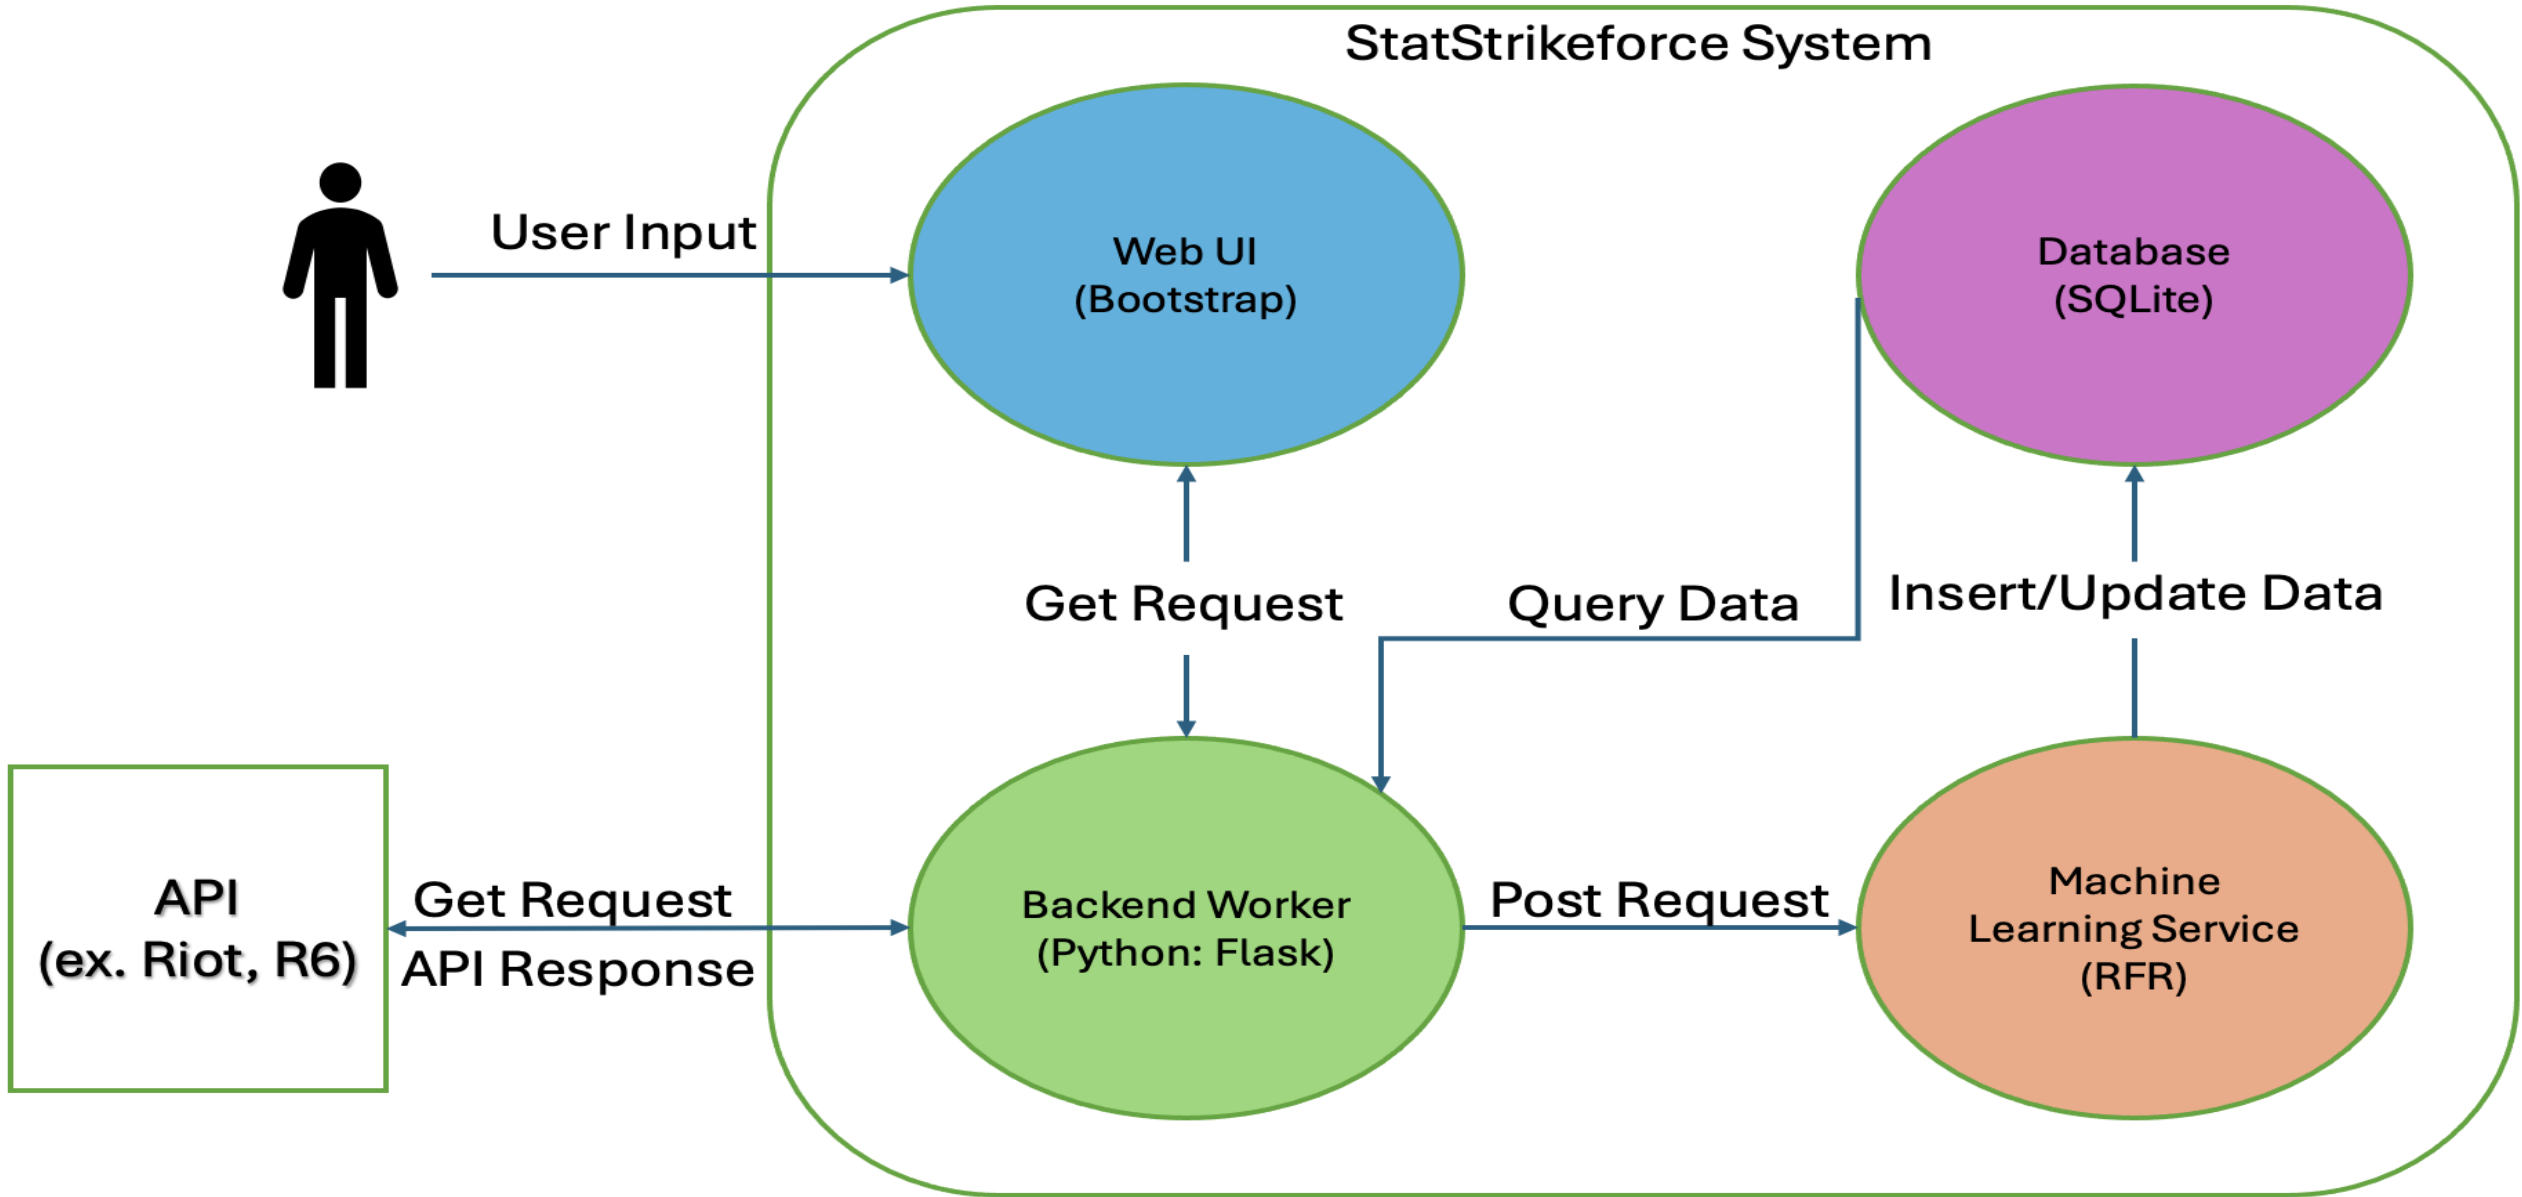 StatStrikeforce System
User Input
Web UI
(Bootstrap)
Database
(SQLite)
Get Request
Query Data
Insert/Update Data
API
(ex. Riot, R6)
Get Request
API Response
Backend Worker
(Python: Flask)
Post Request
Machine
Learning Service
(RFR)